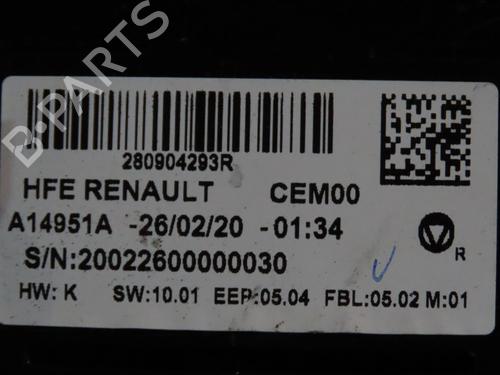 B-PARTS
280904293R
HFE RENAULT CEM00
A14951A -26/02/20 -01:34
S/N:20022600000030
R
HW: K SW:10.01 EEP:05.04 FBL:05.02 M:01